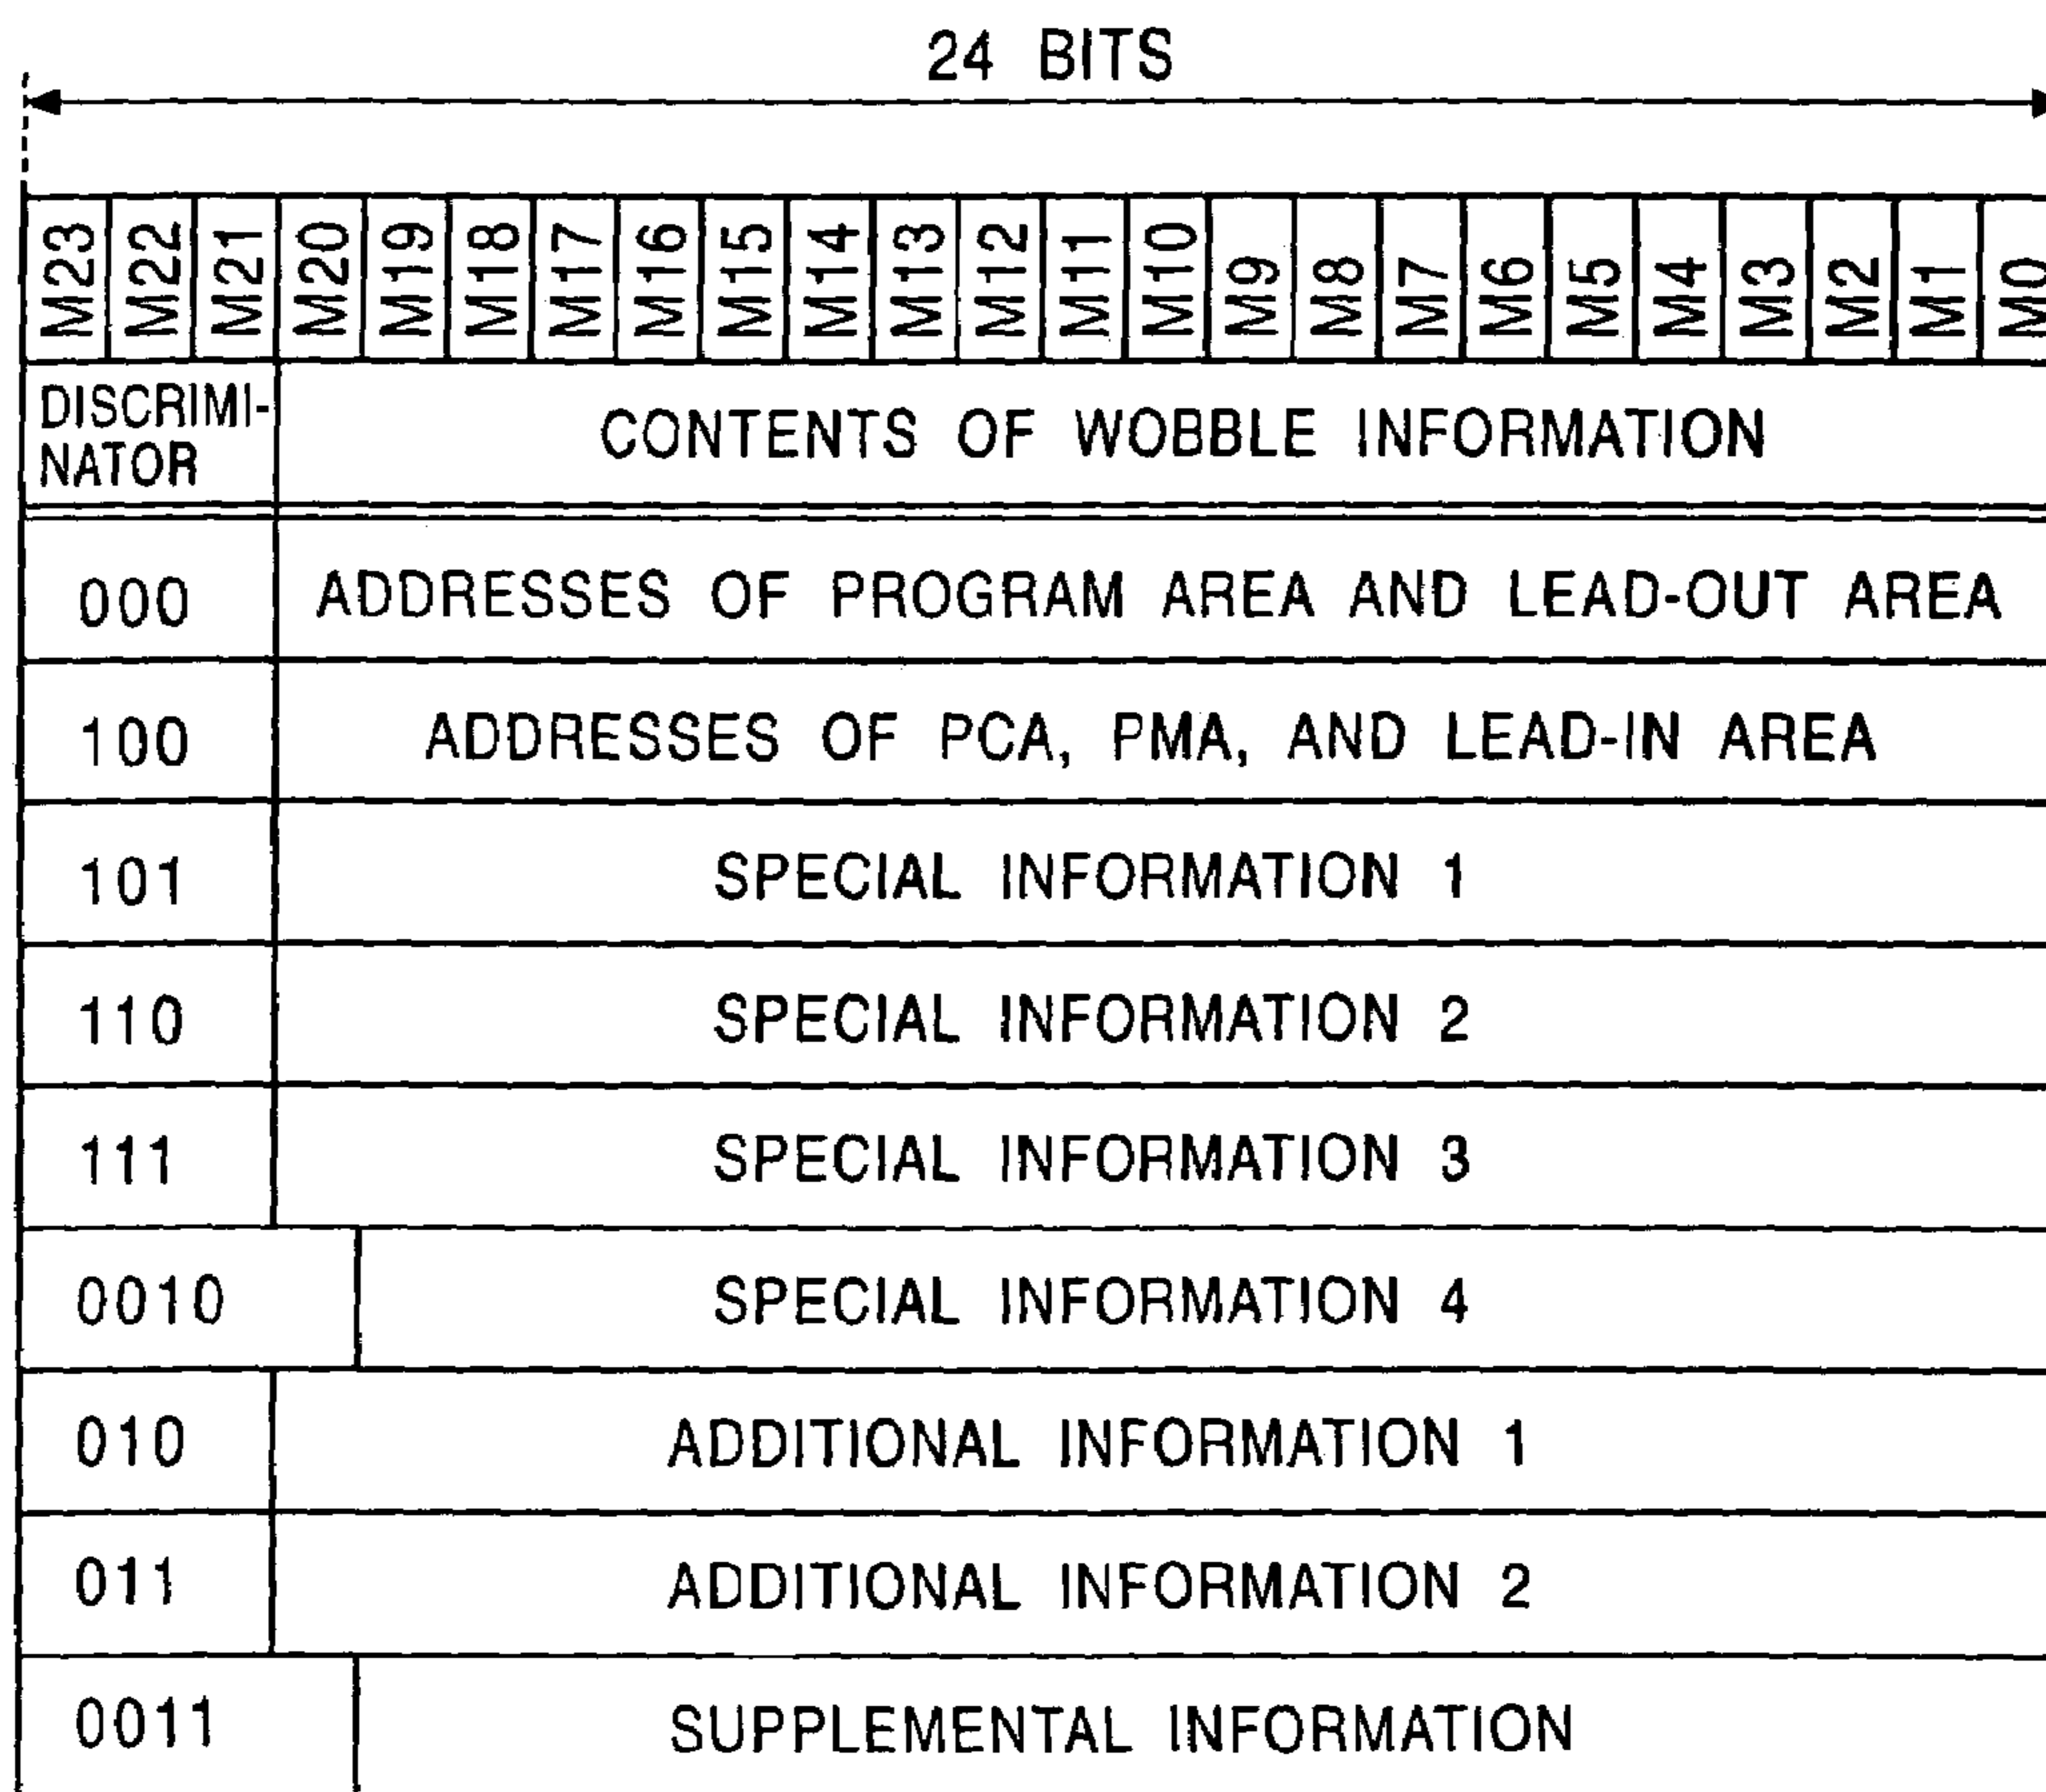 24 BITS
M23 M22 M21 M20 M19 M18 M17 M16 M15 M14 M13 M12 M11 M10 M9 M8 M7 M6 M5 M4 M3 M2 M1 M0
DISCRIMI-
NATOR
CONTENTS OF WOBBLE INFORMATION
000 ADDRESSES OF PROGRAM AREA AND LEAD-OUT AREA
100 ADDRESSES OF PCA, PMA, AND LEAD-IN AREA
101 SPECIAL INFORMATION 1
110 SPECIAL INFORMATION 2
111 SPECIAL INFORMATION 3
0010 SPECIAL INFORMATION 4
010 ADDITIONAL INFORMATION 1
011 ADDITIONAL INFORMATION 2
0011 SUPPLEMENTAL INFORMATION